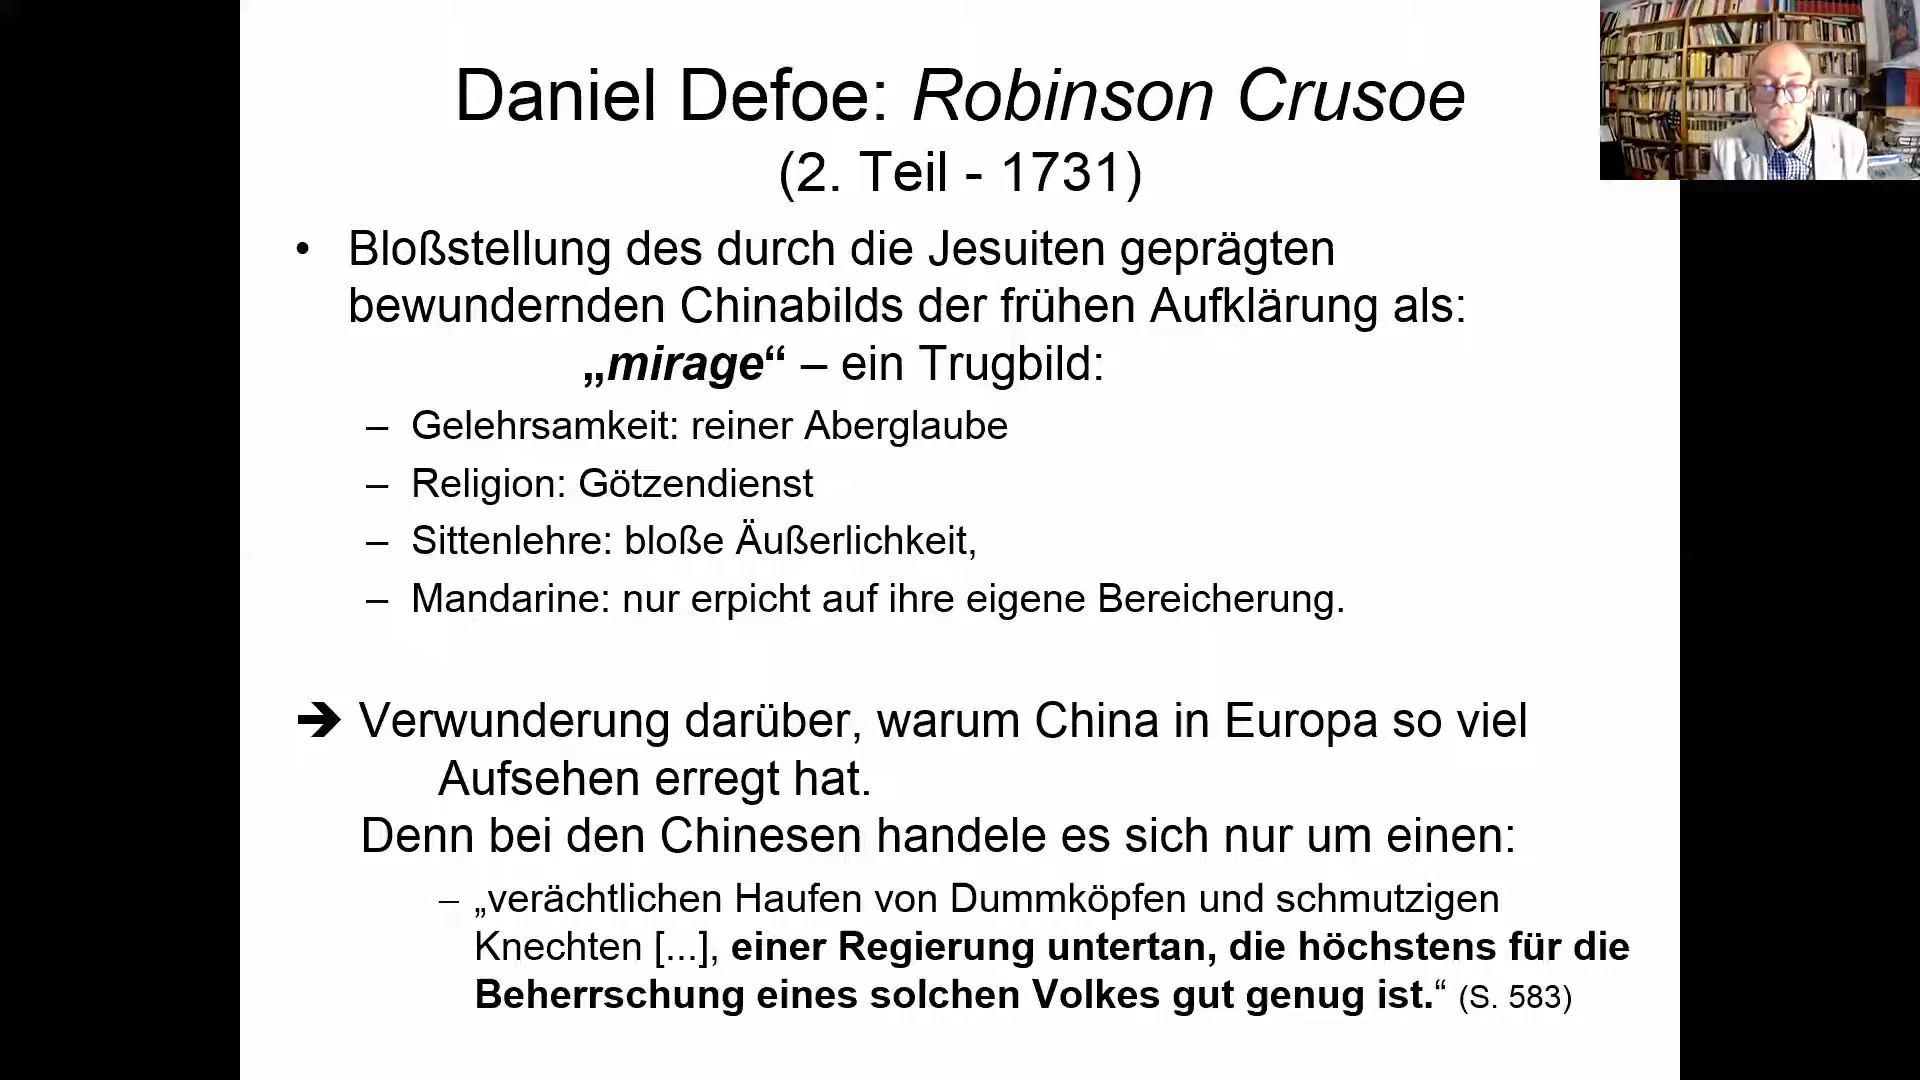 Daniel Defoe: Robinson Crusoe
(2. Teil - 1731)
• Bloßstellung des durch die Jesuiten geprägten
bewundernden Chinabilds der frühen Aufklärung als:
„mirage“ – ein Trugbild:
– Gelehrsamkeit: reiner Aberglaube
– Religion: Götzendienst
– Sittenlehre: bloße Äußerlichkeit,
– Mandarine: nur erpicht auf ihre eigene Bereicherung.
➔ Verwunderung darüber, warum China in Europa so viel
Aufsehen erregt hat.
Denn bei den Chinesen handele es sich nur um einen:
– „verächtlichen Haufen von Dummköpfen und schmutzigen
Knechten [...], einer Regierung untertan, die höchstens für die
Beherrschung eines solchen Volkes gut genug ist.“ (S. 583)